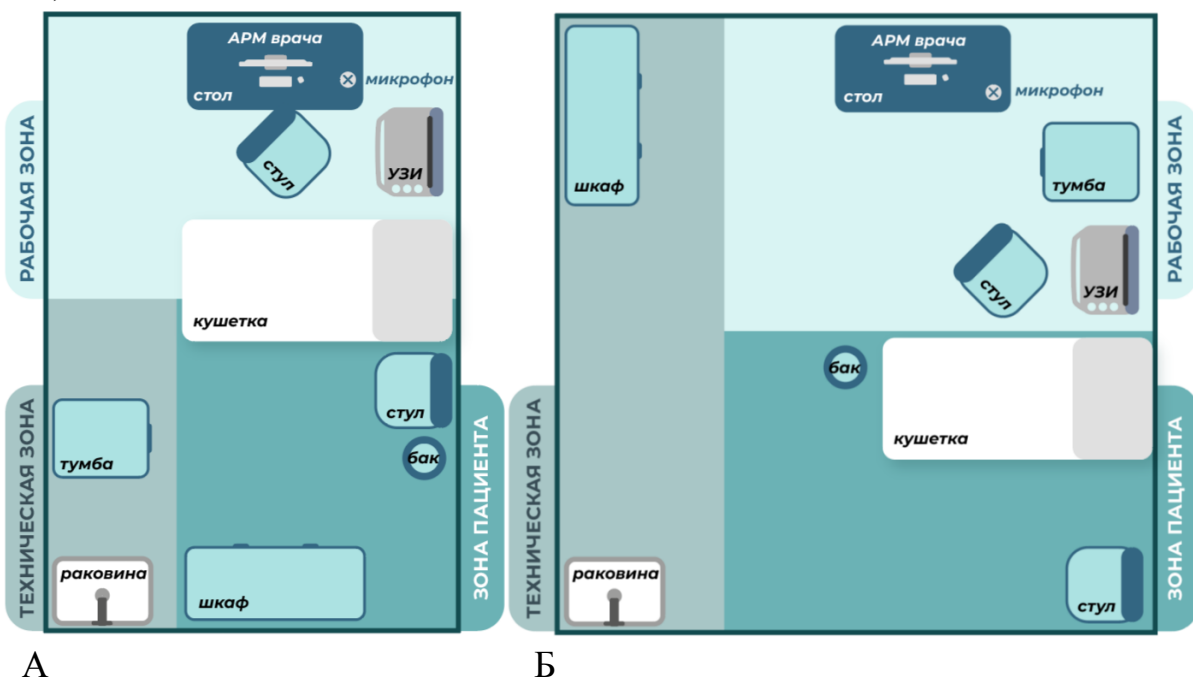 АРМ врача
микрофон
стол
стул
УЗИ
РАБОЧАЯ ЗОНА
кушетка
стул
бак
тумба
ТЕХНИЧЕСКАЯ ЗОНА
ЗОНА ПАЦИЕНТА
раковина
шкаф
А
АРМ врача
микрофон
стол
шкаф
тумба
РАБОЧАЯ ЗОНА
стул
УЗИ
бак
кушетка
ТЕХНИЧЕСКАЯ ЗОНА
ЗОНА ПАЦИЕНТА
раковина
стул
Б